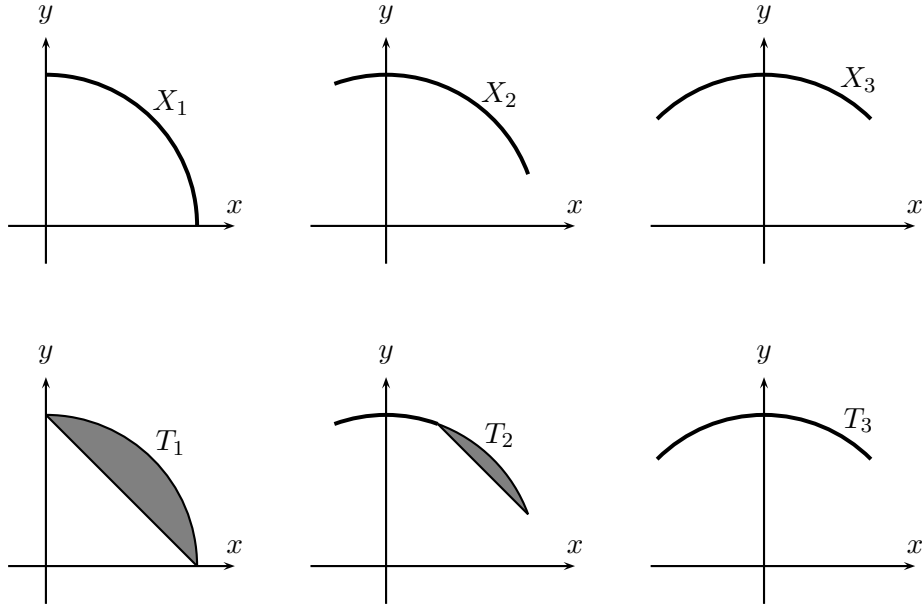 y y y
X₁ X₂ X₃
x x x
y y y
T₁ T₂ T₃
x x x